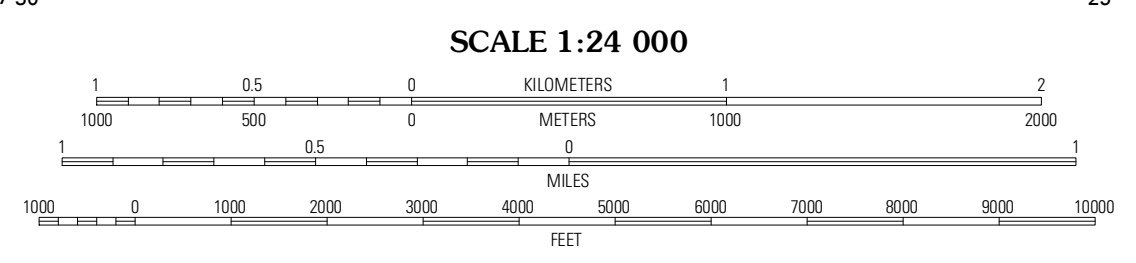 SCALE 1:24 000
1 0.5 0 KILOMETERS 1 2
1000 500 0 METERS 1000 2000
1 0.5 0 1
MILES
1000 0 1000 2000 3000 4000 5000 6000 7000 8000 9000 10000
FEET